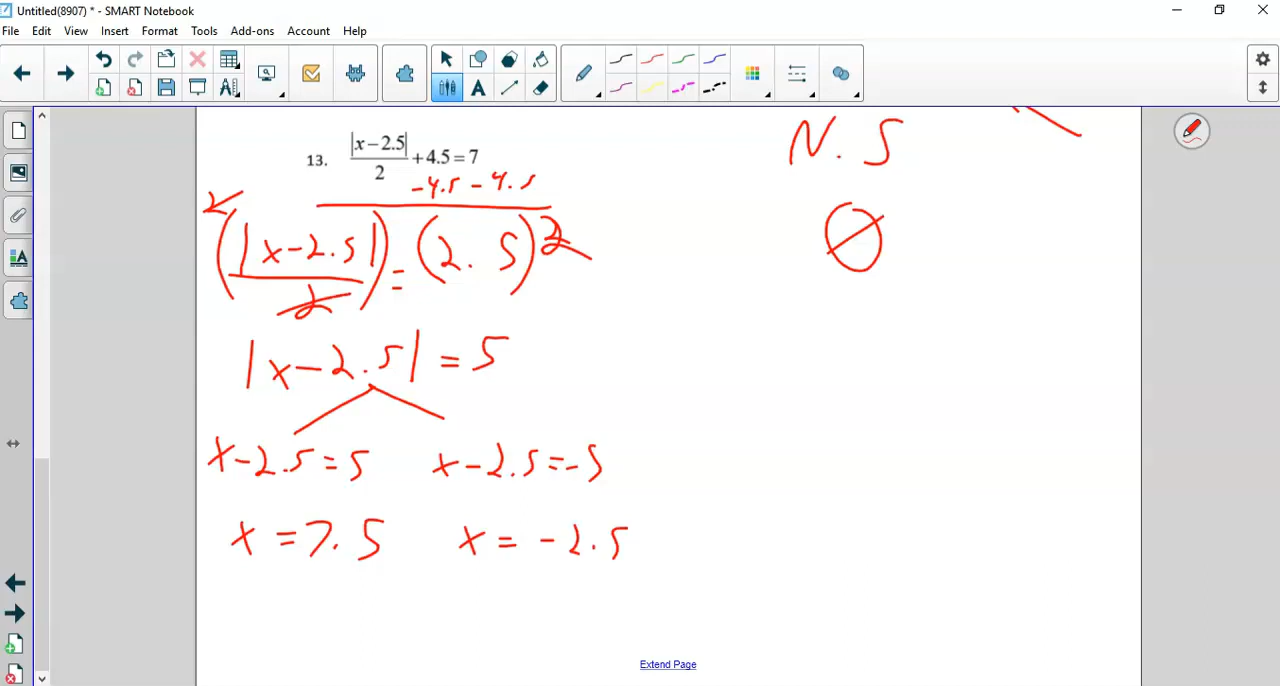 Untitled(8907) * - SMART Notebook
File Edit View Insert Format Tools Add-ons Account Help
13. |x − 2.5| / 2 + 4.5 = 7
-4.5 - 4.5
2 (|x-2.5| / 2) = (2.5) 2
|x-2.5| = 5
x-2.5=5 x-2.5=-5
x=7.5 x= -2.5
N.S
∅
Extend Page